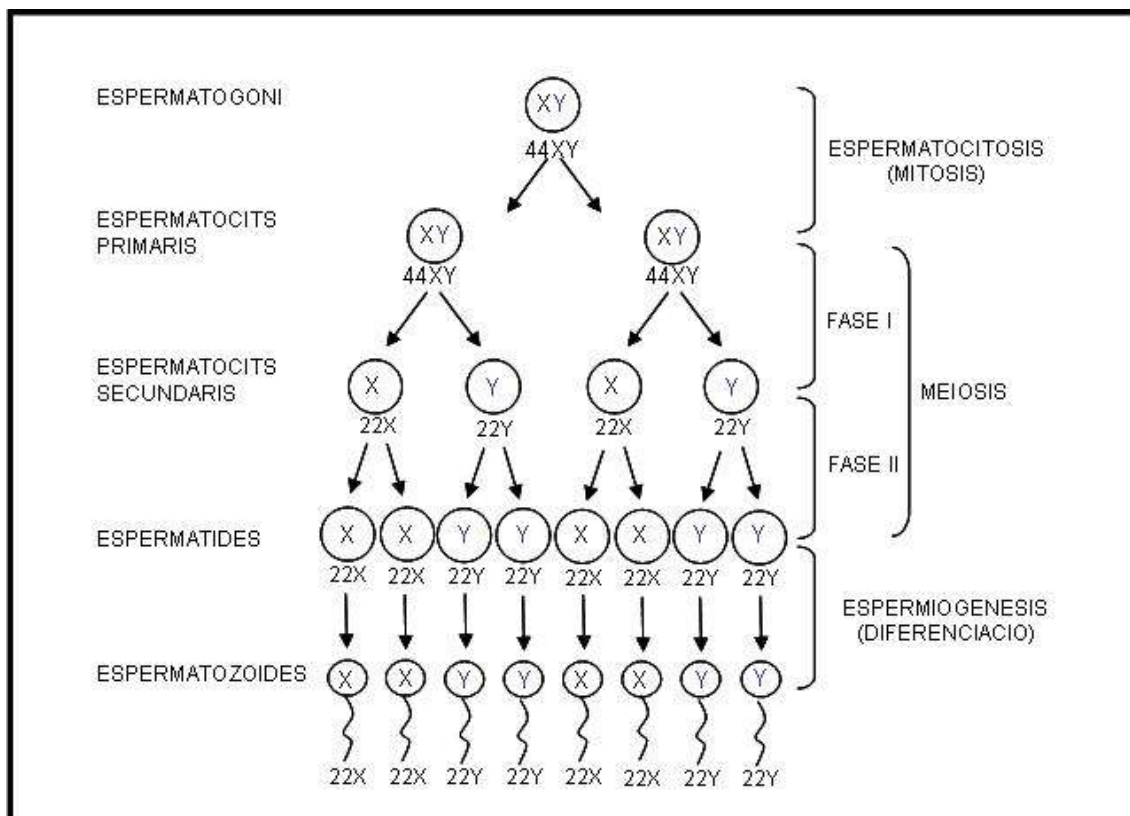 ESPERMATOGONI
XY
44XY
ESPERMATOCITOSIS
(MITOSIS)
ESPERMATOCITS
PRIMARIS
XY
XY
44XY
44XY
FASE I
ESPERMATOCITS
SECUNDARIS
X
Y
X
Y
22X
22Y
22X
22Y
MEIOSIS
FASE II
ESPERMATIDES
X
X
Y
Y
X
X
Y
Y
22X
22X
22Y
22Y
22X
22X
22Y
22Y
ESPERMIOGENESIS
(DIFERENCIACIO)
ESPERMATOZOIDES
X
X
Y
Y
X
X
Y
Y
22X
22X
22Y
22Y
22X
22X
22Y
22Y